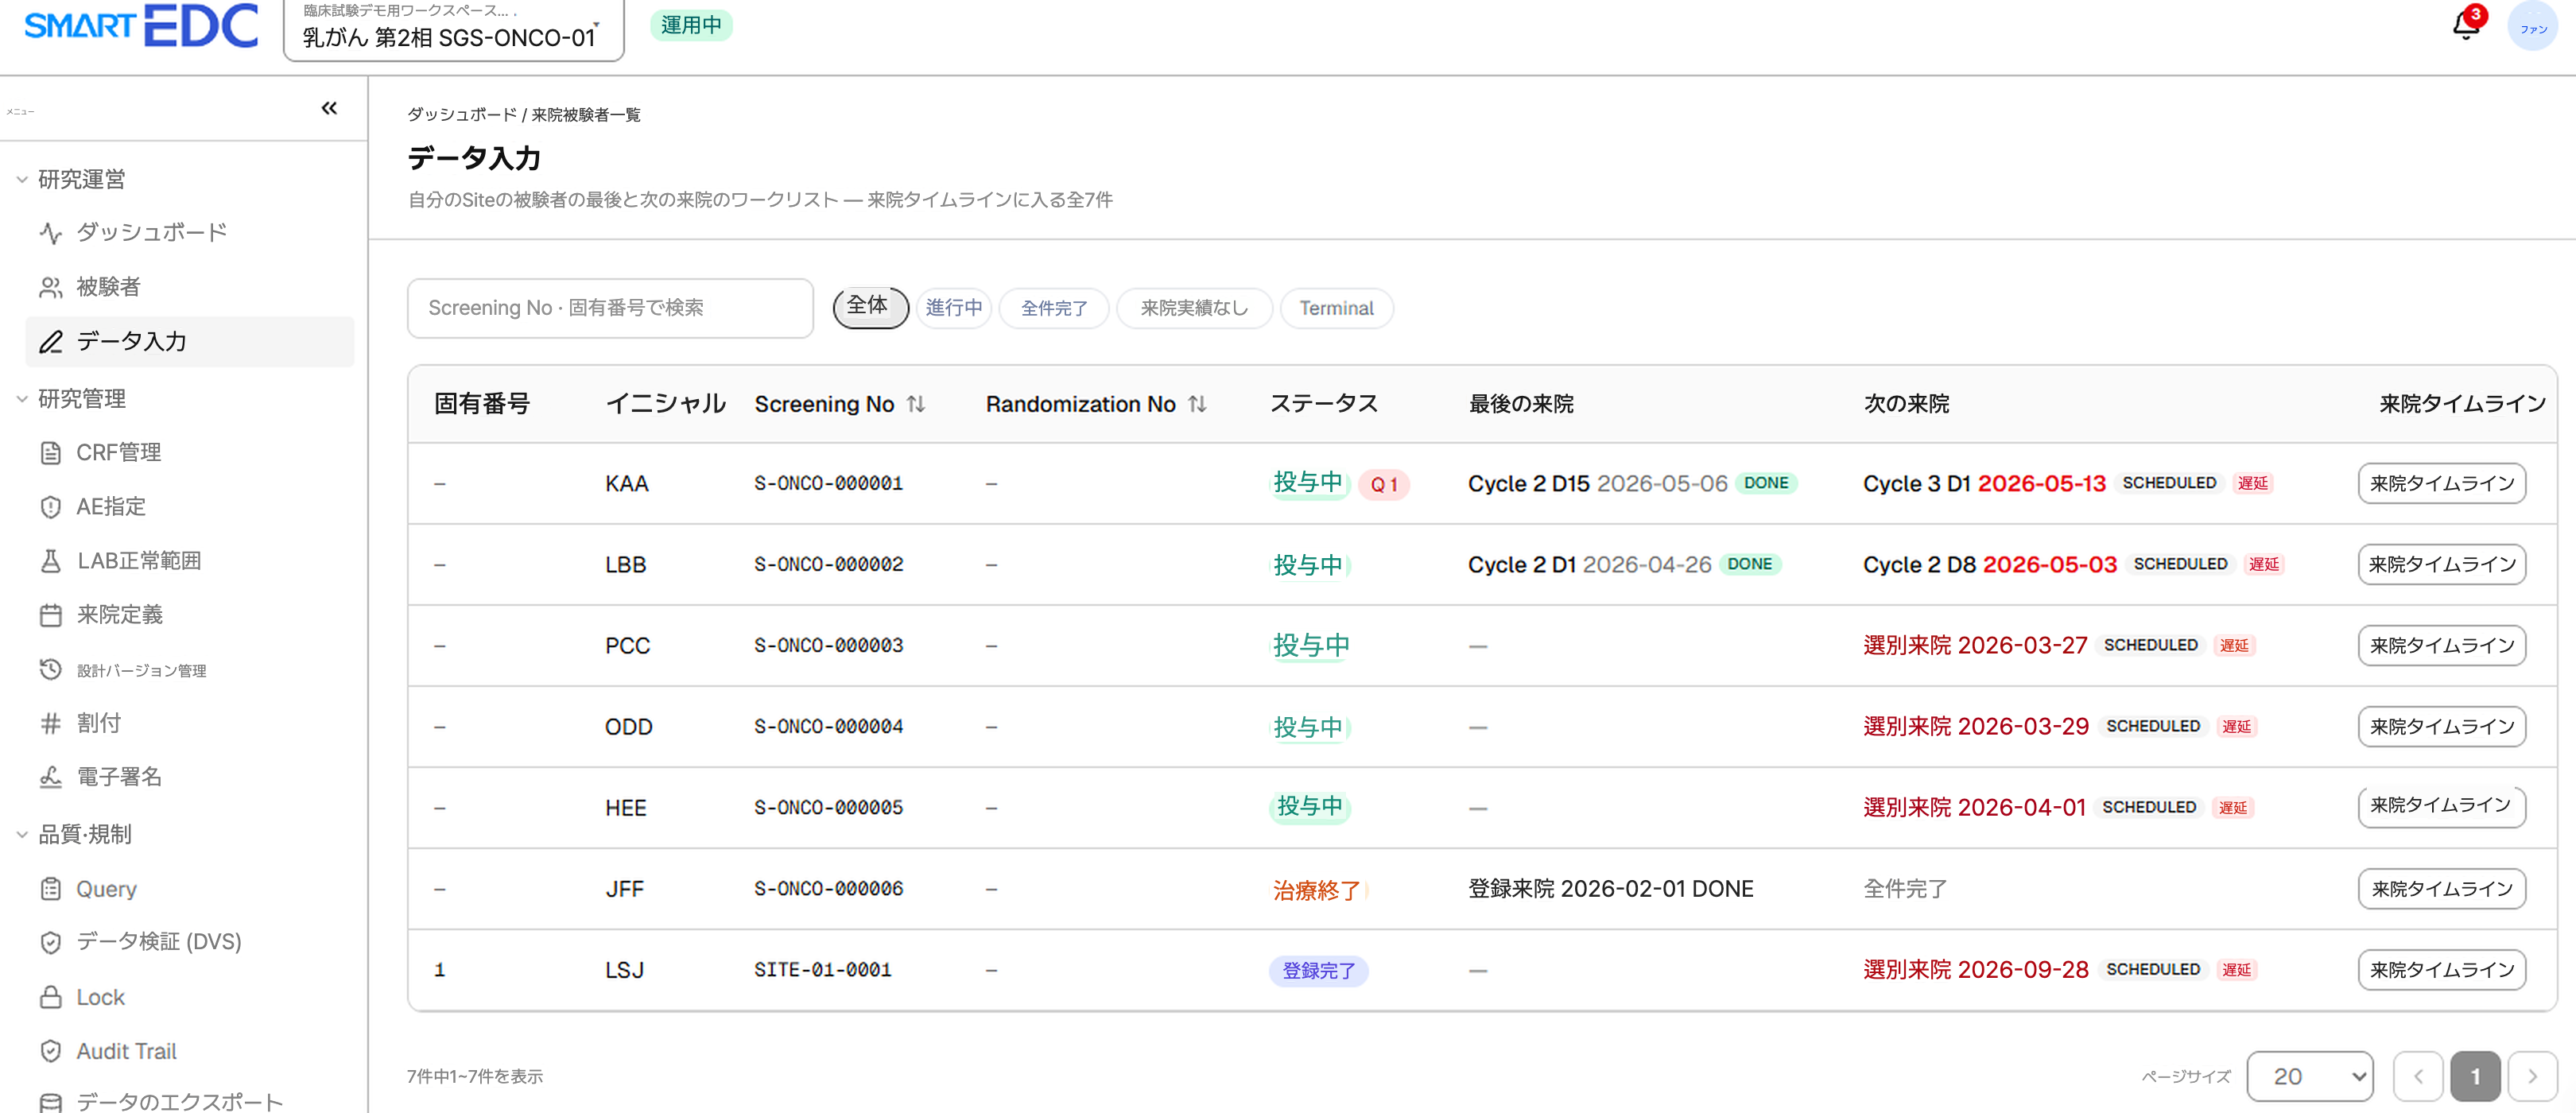 SMART EDC
臨床試験デモ用ワークスペース... .
乳がん 第2相 SGS-ONCO-01
運用中
3
ファン
メニュー
研究運営
ダッシュボード
被験者
データ入力
研究管理
CRF管理
AE指定
LAB正常範囲
来院定義
設計バージョン管理
割付
電子署名
品質·規制
Query
データ検証 (DVS)
Lock
Audit Trail
データのエクスポート
ダッシュボード / 来院被験者一覧
データ入力
自分のSiteの被験者の最後と次の来院のワークリスト — 来院タイムラインに入る全7件
Screening No · 固有番号で検索
全体 進行中 全件完了 来院実績なし Terminal
固有番号 イニシャル Screening No Randomization No ステータス 最後の来院 次の来院 来院タイムライン
– KAA S-ONCO-000001 – 投与中 Q 1 Cycle 2 D15 2026-05-06 DONE Cycle 3 D1 2026-05-13 SCHEDULED 遅延 来院タイムライン
– LBB S-ONCO-000002 – 投与中 Cycle 2 D1 2026-04-26 DONE Cycle 2 D8 2026-05-03 SCHEDULED 遅延 来院タイムライン
– PCC S-ONCO-000003 – 投与中 — 選別来院 2026-03-27 SCHEDULED 遅延 来院タイムライン
– ODD S-ONCO-000004 – 投与中 — 選別来院 2026-03-29 SCHEDULED 遅延 来院タイムライン
– HEE S-ONCO-000005 – 投与中 — 選別来院 2026-04-01 SCHEDULED 遅延 来院タイムライン
– JFF S-ONCO-000006 – 治療終了 登録来院 2026-02-01 DONE 全件完了 来院タイムライン
1 LSJ SITE-01-0001 – 登録完了 — 選別来院 2026-09-28 SCHEDULED 遅延 来院タイムライン
7件中1~7件を表示
ページサイズ 20 1